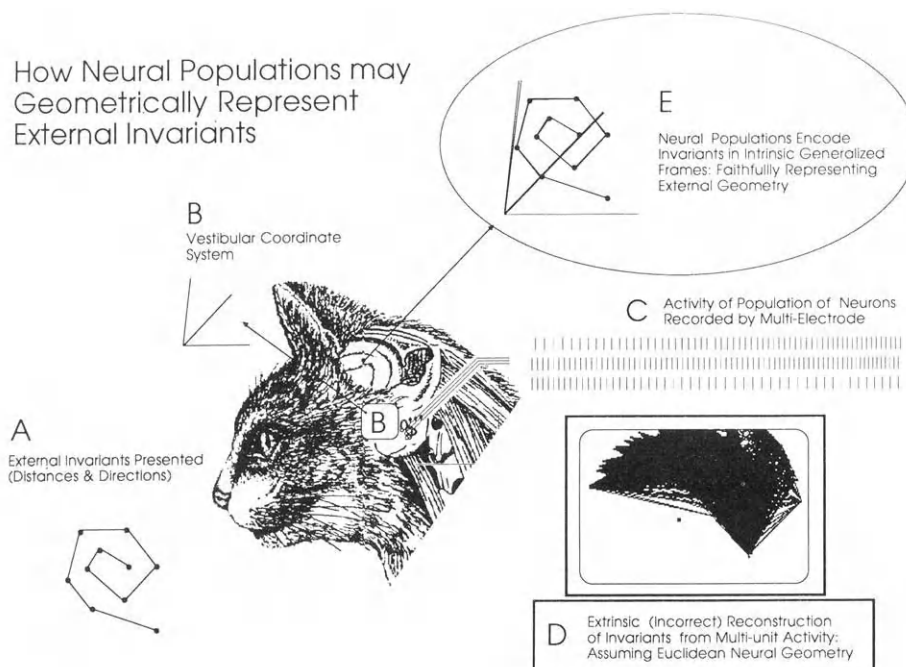 How Neural Populations may
Geometrically Represent
External Invariants
E
Neural Populations Encode
Invariants in Intrinsic Generalized
Frames: Faithfullly Representing
External Geometry
B
Vestibular Coordinate
System
C Activity of Population of Neurons
Recorded by Multi-Electrode
B
A
External Invariants Presented
(Distances & Directions)
D Extrinsic (Incorrect) Reconstruction
of Invariants from Multi-unit Activity:
Assuming Euclidean Neural Geometry